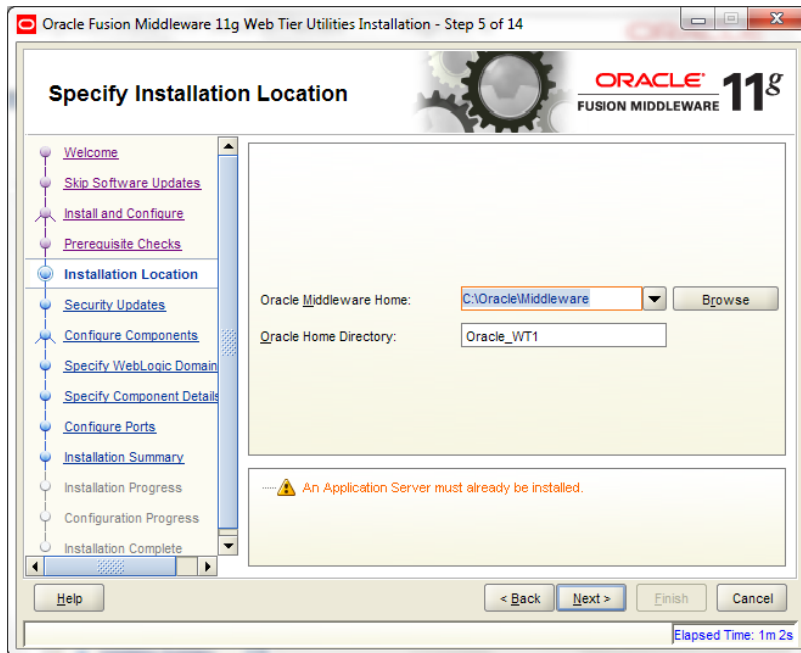 Oracle Fusion Middleware 11g Web Tier Utilities Installation - Step 5 of 14
Specify Installation Location
ORACLE
FUSION MIDDLEWARE
11g
Welcome
Skip Software Updates
Install and Configure
Prerequisite Checks
Installation Location
Security Updates
Configure Components
Specify WebLogic Domain
Specify Component Details
Configure Ports
Installation Summary
Installation Progress
Configuration Progress
Installation Complete
Oracle Middleware Home: C:\Oracle\Middleware Browse
Oracle Home Directory: Oracle_WT1
An Application Server must already be installed.
Help < Back Next > Finish Cancel
Elapsed Time: 1m 2s